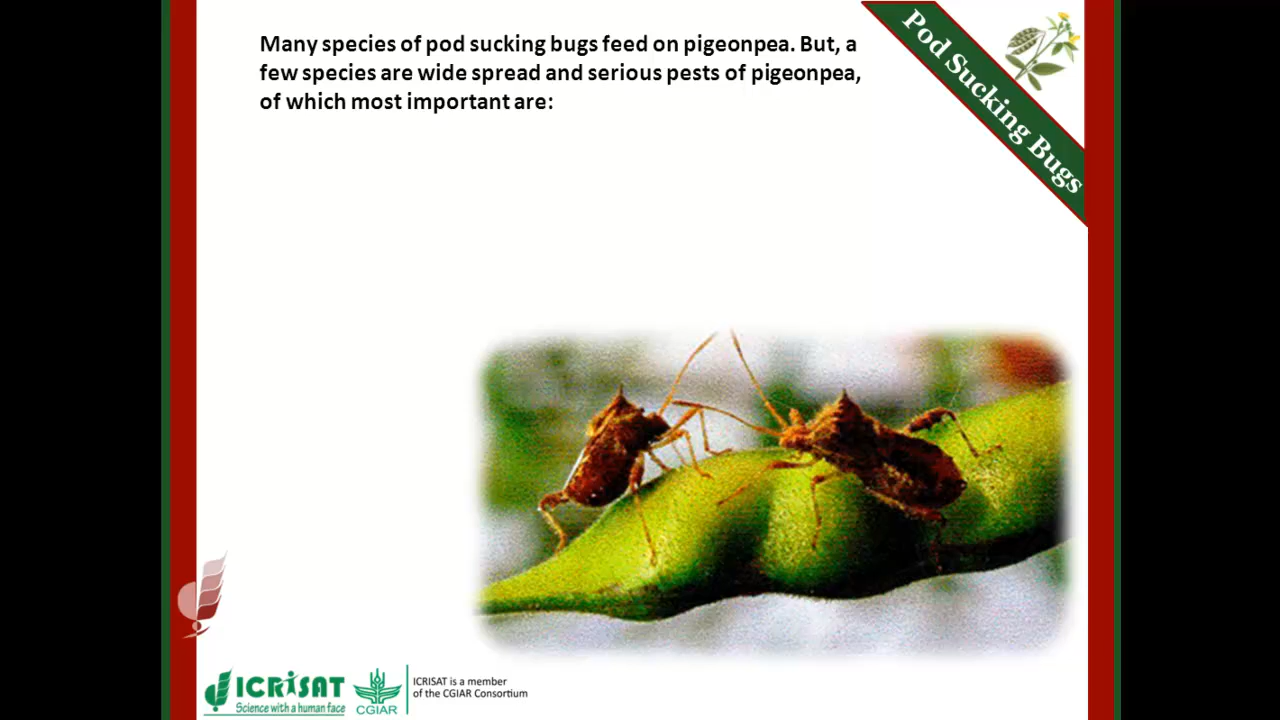 Many species of pod sucking bugs feed on pigeonpea. But, a
few species are wide spread and serious pests of pigeonpea,
of which most important are:
Pod Sucking Bugs
ICRISAT
Science with a human face
CGIAR
ICRISAT is a member
of the CGIAR Consortium